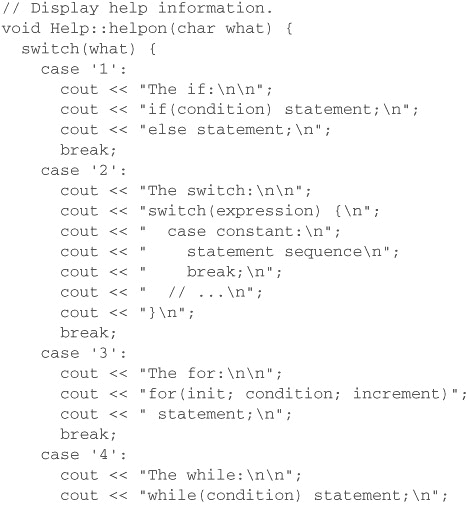 // Display help information.
void Help::helpon(char what) {
  switch(what) {
    case '1':
      cout << "The if:\n\n";
      cout << "if(condition) statement;\n";
      cout << "else statement;\n";
      break;
    case '2':
      cout << "The switch:\n\n";
      cout << "switch(expression) {\n";
      cout << "  case constant:\n";
      cout << "    statement sequence\n";
      cout << "    break;\n";
      cout << "  // ...\n";
      cout << "}\n";
      break;
    case '3':
      cout << "The for:\n\n";
      cout << "for(init; condition; increment)";
      cout << " statement;\n";
      break;
    case '4':
      cout << "The while:\n\n";
      cout << "while(condition) statement;\n";